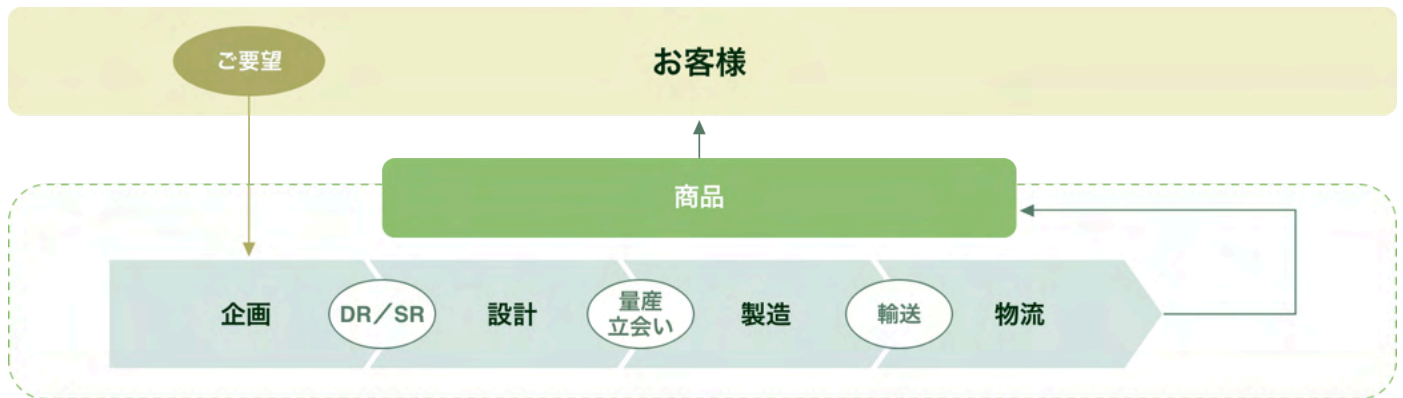 ご要望
お客様
商品
企画
DR／SR
設計
量産
立会い
製造
輸送
物流